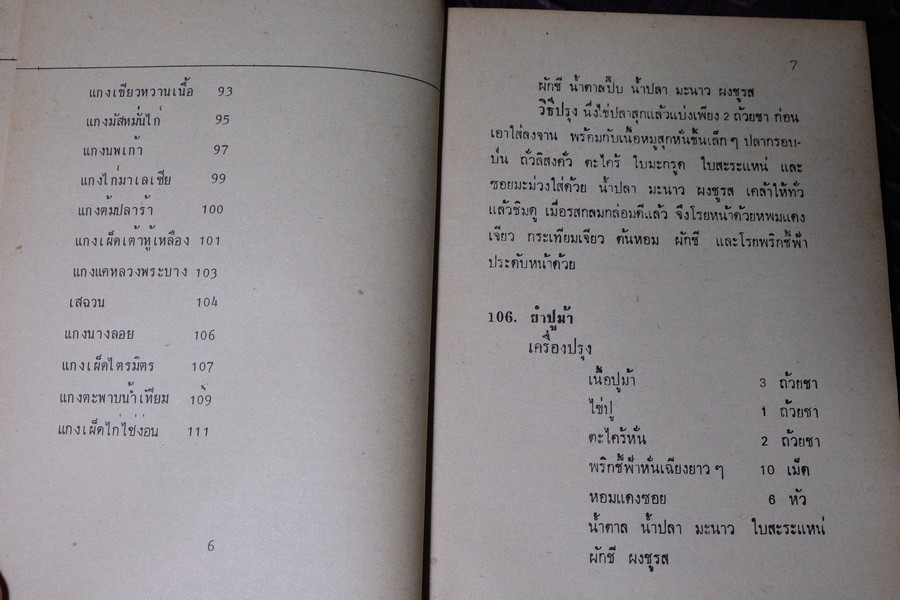 แกงเขียวหวานเนื้อ 93
แกงมัสหมั่นไก่ 95
แกงนพเก้า 97
แกงไก่มาเลเซีย 99
แกงต้มปลาร้า 100
แกงเผ็ดเต้าหู้เหลือง 101
แกงแคหลวงพระบาง 103
เสฉวน 104
แกงนางลอย 106
แกงเผ็ดไตรมิตร 107
แกงตะพาบน้ำเทียม 109
แกงเผ็ดไก่ไข่ง่อน 111
6
7
ผักชี น้ำตาลปี๊บ น้ำปลา มะนาว ผงชูรส
วิธีปรุง นึ่งไข่ปลาสุกแล้วแบ่งเพียง 2 ถ้วยชา ก่อน
เอาใส่ลงจาน พร้อมกับเนื้อหมูสุกหั่นชิ้นเล็ก ๆ ปลากรอบ-
ป่น ถั่วลิสงคั่ว ตะไคร้ ใบมะกรูด ใบสะระแหน่ และ
ซอยมะม่วงใส่ด้วย น้ำปลา มะนาว ผงชูรส เคล้าให้ทั่ว
แล้วชิมดู เมื่อรสกลมกล่อมดีแล้ว จึงโรยหน้าด้วยหอมแดง
เจียว กระเทียมเจียว ต้นหอม ผักชี และโรยพริกชี้ฟ้า
ประดับหน้าด้วย
106. ยำปูม้า
เครื่องปรุง
เนื้อปูม้า 3 ถ้วยชา
ไข่ปู 1 ถ้วยชา
ตะไคร้หั่น 2 ถ้วยชา
พริกชี้ฟ้าหั่นเฉียงยาว ๆ 10 เม็ด
หอมแดงซอย 6 หัว
น้ำตาล น้ำปลา มะนาว ใบสะระแหน่
ผักชี ผงชูรส